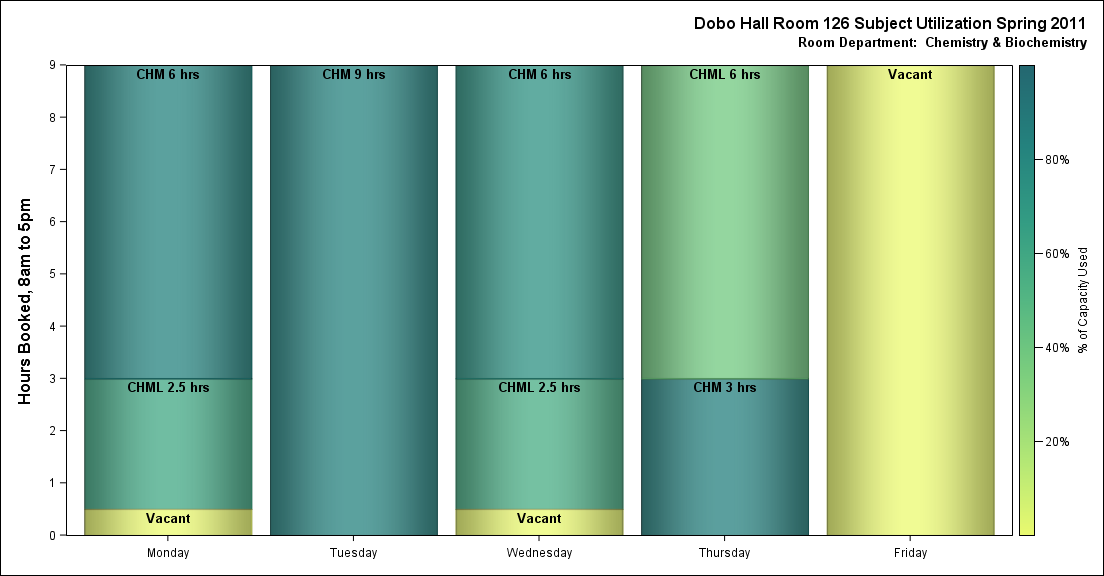 Dobo Hall Room 126 Subject Utilization Spring 2011
Room Department:  Chemistry & Biochemistry
Hours Booked, 8am to 5pm
9
8
7
6
5
4
3
2
1
0
CHM 6 hrs
CHML 2.5 hrs
Vacant
CHM 9 hrs
CHM 6 hrs
CHML 2.5 hrs
Vacant
CHML 6 hrs
CHM 3 hrs
Vacant
Monday
Tuesday
Wednesday
Thursday
Friday
80%
60%
40%
20%
% of Capacity Used